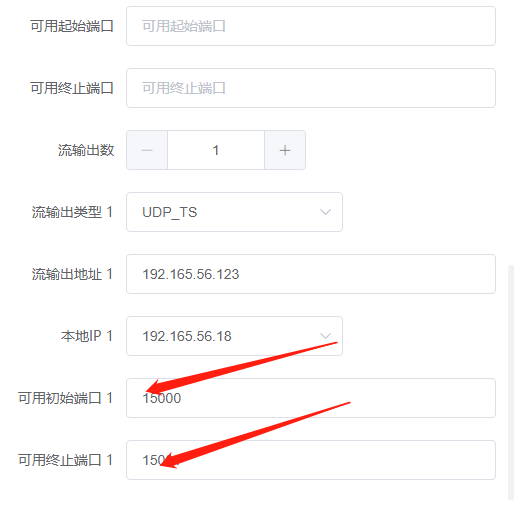 可用起始端口 可用起始端口
可用终止端口 可用终止端口
流输出数 — 1 +
流输出类型 1 UDP_TS
流输出地址 1 192.165.56.123
本地IP 1 192.165.56.18
可用初始端口 1 15000
可用终止端口 1